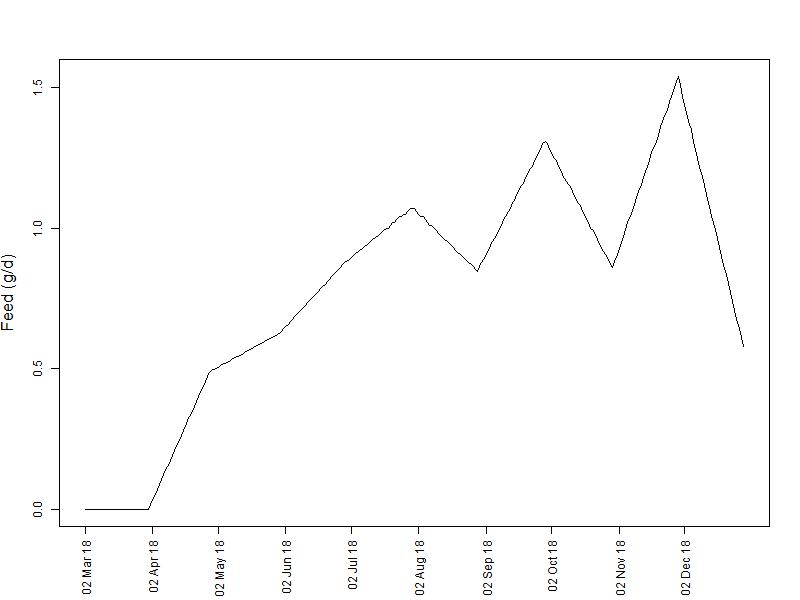 Feed (g/d)
1.5
1.0
0.5
0.0
02 Mar 18
02 Apr 18
02 May 18
02 Jun 18
02 Jul 18
02 Aug 18
02 Sep 18
02 Oct 18
02 Nov 18
02 Dec 18